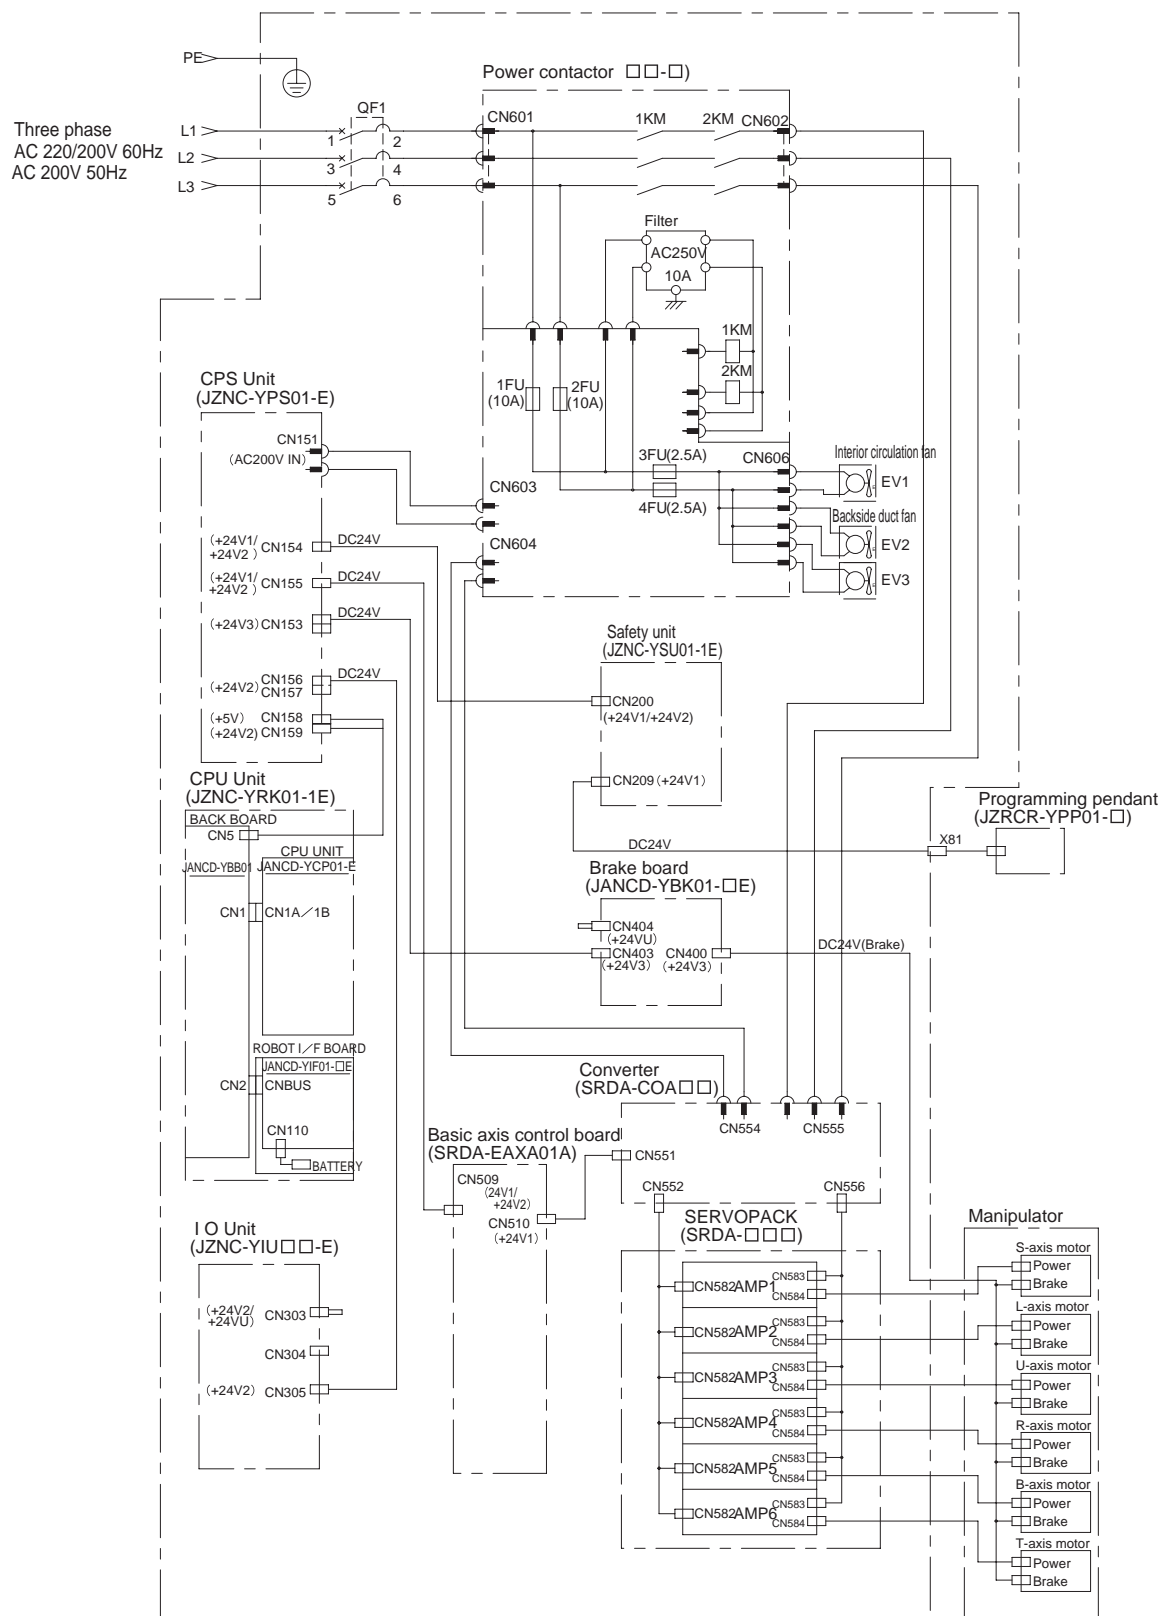 PE
Power contactor □□-□)
QF1
CN601
1KM
2KM
CN602
Three phase
AC 220/200V 60Hz
AC 200V 50Hz
L1
L2
L3
1
2
3
4
5
6
Filter
AC250V
10A
1KM
2KM
1FU
(10A)
2FU
(10A)
CPS Unit
(JZNC-YPS01-E)
CN151
(AC200V IN)
3FU(2.5A)
4FU(2.5A)
CN606
Interior circulation fan
EV1
Backside duct fan
EV2
EV3
CN603
CN604
(+24V1/
+24V2 )
CN154
DC24V
(+24V1/
+24V2 )
CN155
DC24V
(+24V3)
CN153
DC24V
(+24V2)
CN156
CN157
DC24V
(+5V)
CN158
(+24V2)
CN159
Safety unit
(JZNC-YSU01-1E)
CN200
(+24V1/+24V2)
CN209 (+24V1)
CPU Unit
(JZNC-YRK01-1E)
BACK BOARD
CN5
JANCD-YBB01
CPU UNIT
JANCD-YCP01-E
CN1
CN1A／1B
ROBOT I／F BOARD
JANCD-YIF01-□E
CN2
CNBUS
CN110
BATTERY
Programming pendant
(JZRCR-YPP01-□)
DC24V
X81
Brake board
(JANCD-YBK01-□E)
CN404
(+24VU)
CN403
(+24V3)
CN400
(+24V3)
DC24V(Brake)
Converter
(SRDA-COA□□)
CN554
CN555
CN551
CN552
CN556
Basic axis control board
(SRDA-EAXA01A)
CN509
(24V1/
+24V2)
CN510
(+24V1)
I O Unit
(JZNC-YIU□□-E)
(+24V2/
+24VU)
CN303
CN304
(+24V2)
CN305
SERVOPACK
(SRDA-□□□)
CN582 AMP1
CN583
CN584
CN582 AMP2
CN583
CN584
CN582 AMP3
CN583
CN584
CN582 AMP4
CN583
CN584
CN582 AMP5
CN583
CN584
CN582 AMP6
CN583
CN584
Manipulator
S-axis motor
Power
Brake
L-axis motor
Power
Brake
U-axis motor
Power
Brake
R-axis motor
Power
Brake
B-axis motor
Power
Brake
T-axis motor
Power
Brake